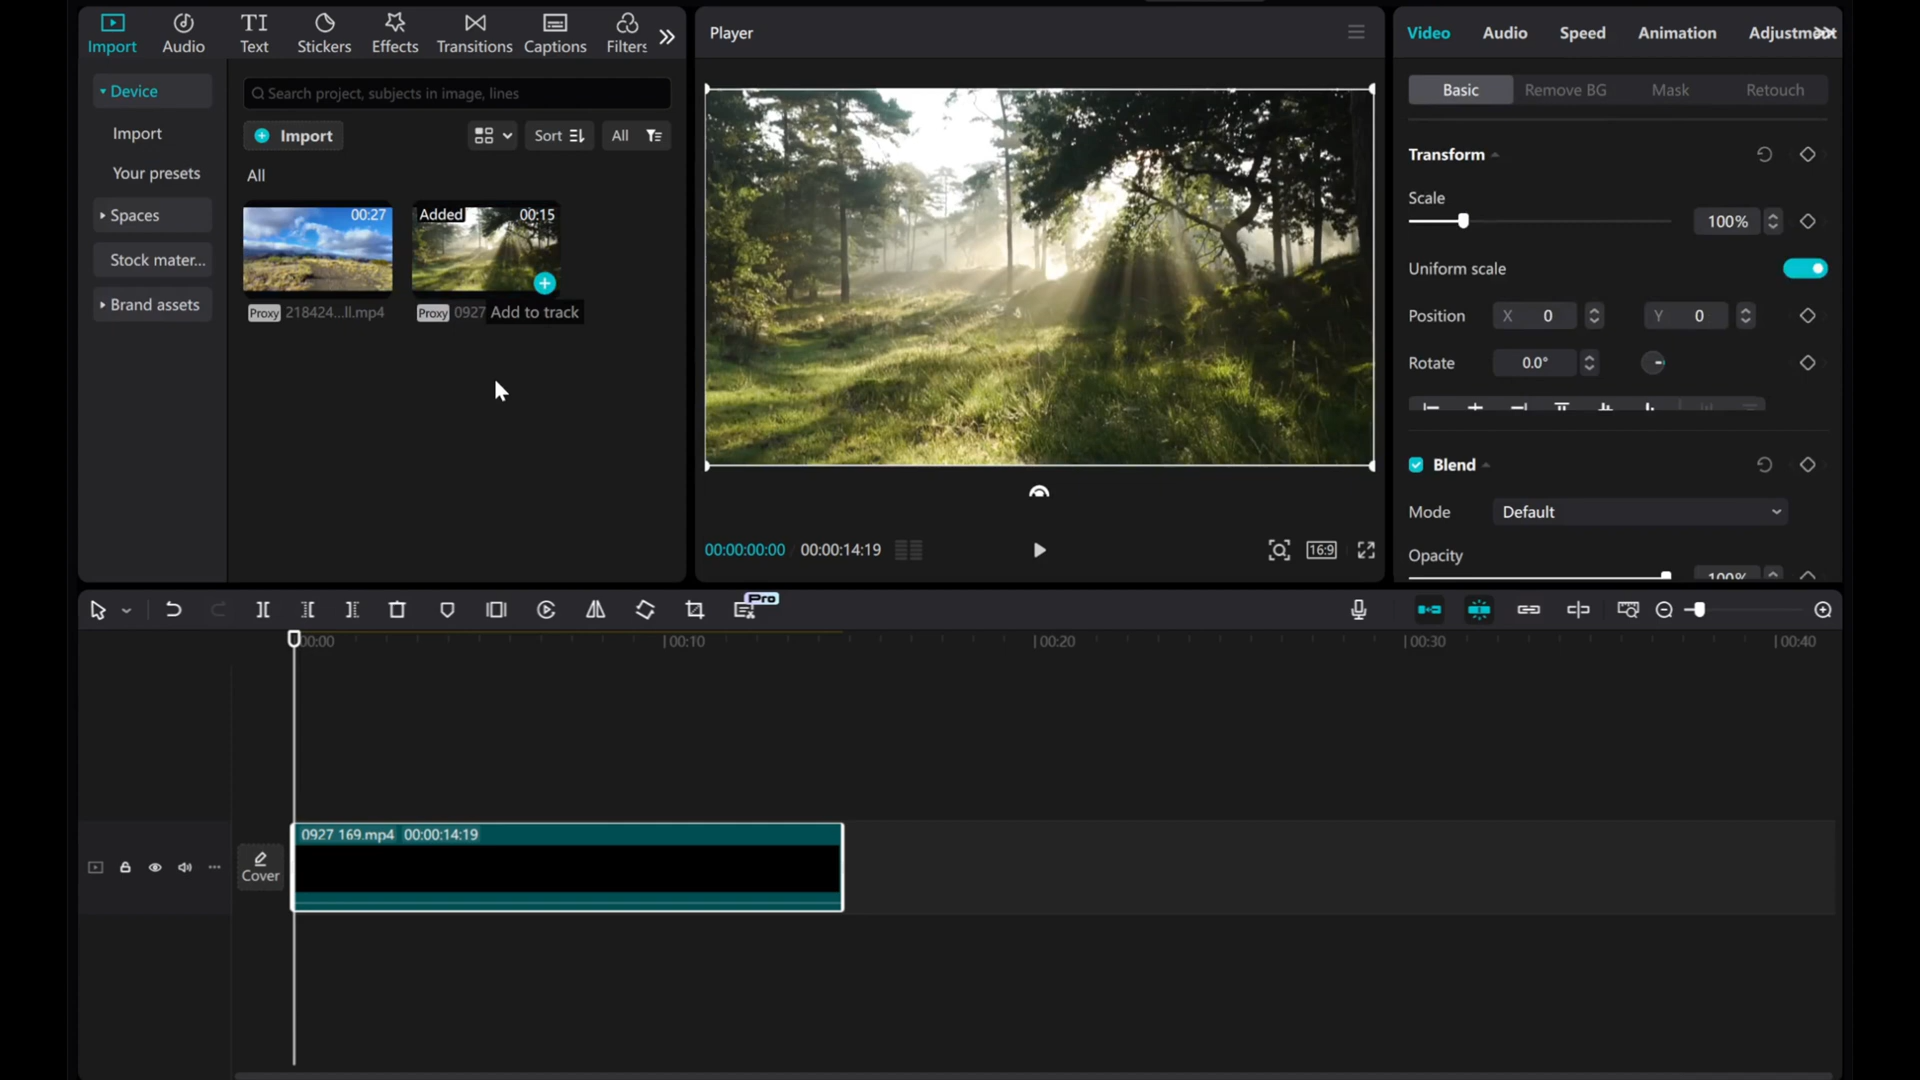 Import
Audio
Text
Stickers
Effects
Transitions
Captions
Filters
Device
Import
Your presets
Spaces
Stock mater...
Brand assets
Search project, subjects in image, lines
Import
Sort
All
All
00:27
Added
00:15
Proxy 218424...ll.mp4
Proxy 0927
Add to track
Player
00:00:00:00 / 00:00:14:19
16:9
Video
Audio
Speed
Animation
Adjustment
Basic
Remove BG
Mask
Retouch
Transform
Scale
100%
Uniform scale
Position X 0 Y 0
Rotate 0.0°
Blend
Mode Default
Opacity
100%
Pro
00:00
00:10
00:20
00:30
00:40
0927 169.mp4 00:00:14:19
Cover